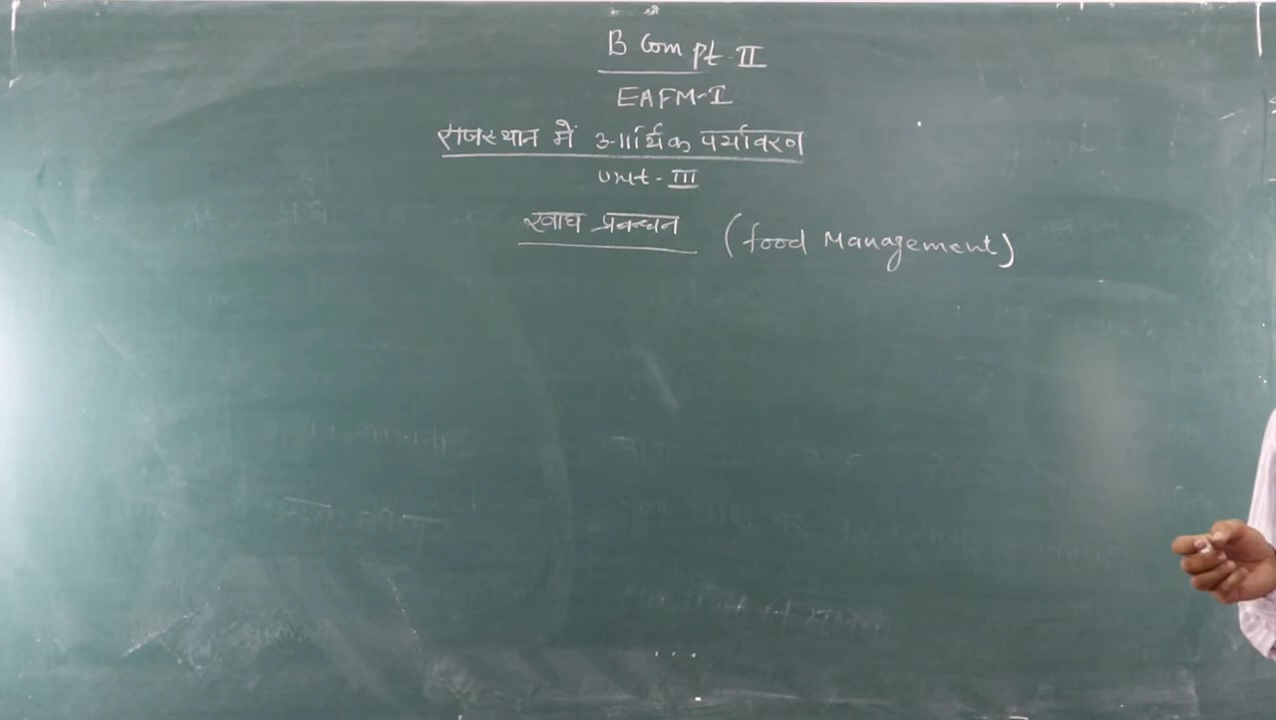 B Com pt. II
EAFM-I
राजस्थान में आर्थिक पर्यावरण
Unit - III
खाद्य प्रबन्धन (food Management)